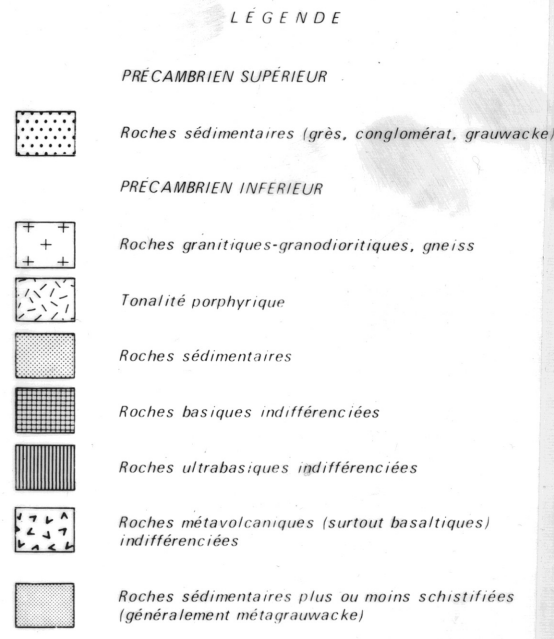 LÉGENDE
PRÉCAMBRIEN SUPÉRIEUR
Roches sédimentaires (grès, conglomérat, grauwacke)
PRÉCAMBRIEN INFÉRIEUR
Roches granitiques-granodioritiques, gneiss
Tonalité porphyrique
Roches sédimentaires
Roches basiques indifférenciées
Roches ultrabasiques indifférenciées
Roches métavolcaniques (surtout basaltiques)
indifférenciées
Roches sédimentaires plus ou moins schistifiées
(généralement métagrauwacke)